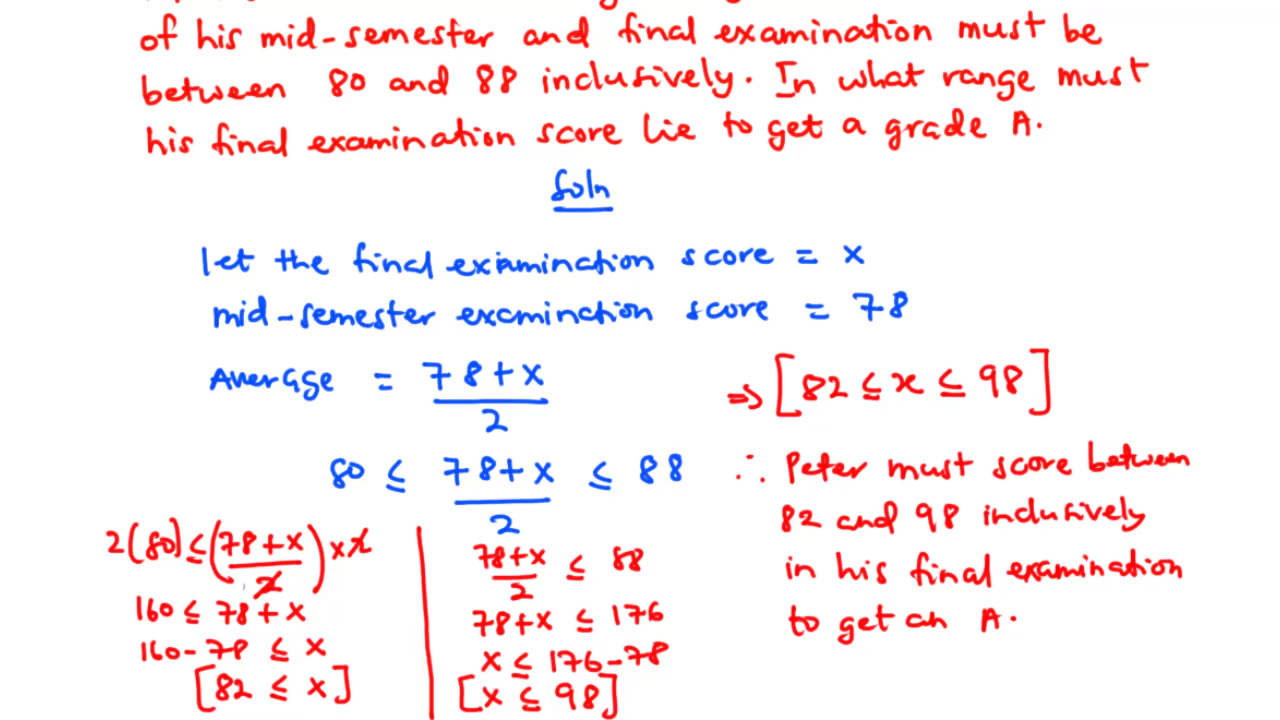 of his mid-semester and final examination must be
between 80 and 88 inclusively. In what range must
his final examination score lie to get a grade A.
Soln
let the final examination score = x
mid-semester examination score = 78
Average = 78+x
2
80 ≤ 78+x ≤ 88
2
2(80) ≤ (78+x) × 2
2
160 ≤ 78+x
160-78 ≤ x
[82 ≤ x]
78+x ≤ 88
2
78+x ≤ 176
x ≤ 176-78
[x ≤ 98]
⇒ [82 ≤ x ≤ 98]
∴ Peter must score between
82 and 98 inclusively
in his final examination
to get an A.